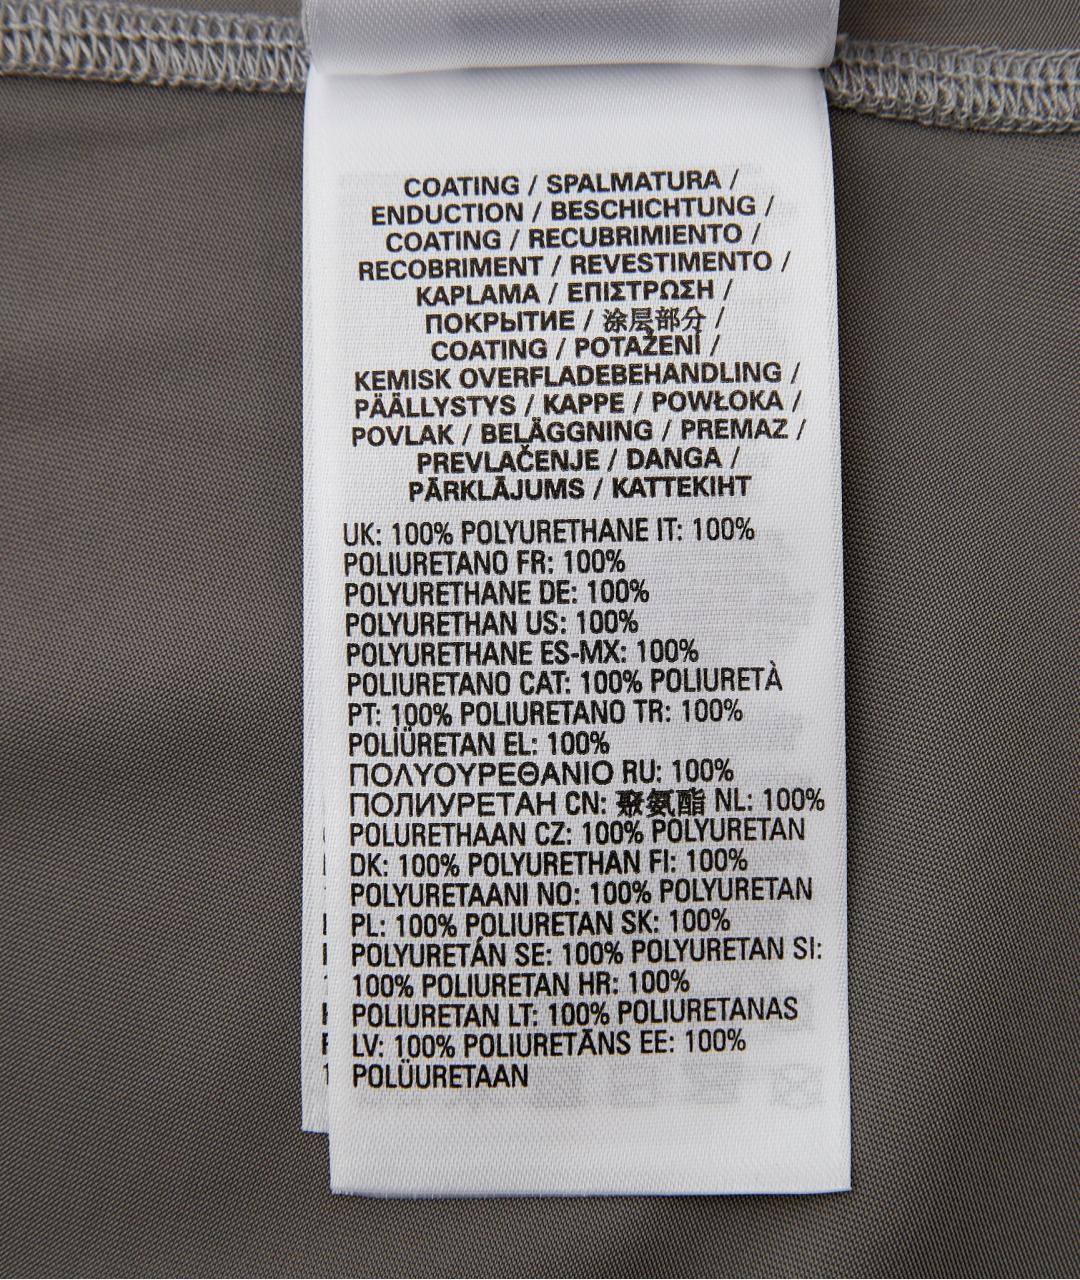 COATING / SPALMATURA /
ENDUCTION / BESCHICHTUNG /
COATING / RECUBRIMIENTO /
RECOBRIMENT / REVESTIMENTO /
KAPLAMA / ΕΠΙΣΤΡΩΣΗ /
ПОКРЫТИЕ / 涂层部分 /
COATING / POTAŽENÍ /
KEMISK OVERFLADEBEHANDLING /
PÄÄLLYSTYS / KAPPE / POWŁOKA /
POVLAK / BELÄGGNING / PREMAZ /
PREVLAČENJE / DANGA /
PĀRKLĀJUMS / KATTEKIHT
UK: 100% POLYURETHANE IT: 100%
POLIURETANO FR: 100%
POLYURETHANE DE: 100%
POLYURETHAN US: 100%
POLYURETHANE ES-MX: 100%
POLIURETANO CAT: 100% POLIURETÀ
PT: 100% POLIURETANO TR: 100%
POLİÜRETAN EL: 100%
ΠΟΛΥΟΥΡΕΘΑΝΙΟ RU: 100%
ПОЛИУРЕТАН CN: 聚氨酯 NL: 100%
POLURETHAAN CZ: 100% POLYURETAN
DK: 100% POLYURETHAN FI: 100%
POLYURETAANI NO: 100% POLYURETAN
PL: 100% POLIURETAN SK: 100%
POLYURETÁN SE: 100% POLYURETAN SI:
100% POLIURETAN HR: 100%
POLIURETAN LT: 100% POLIURETANAS
LV: 100% POLIURETĀNS EE: 100%
POLÜURETAAN